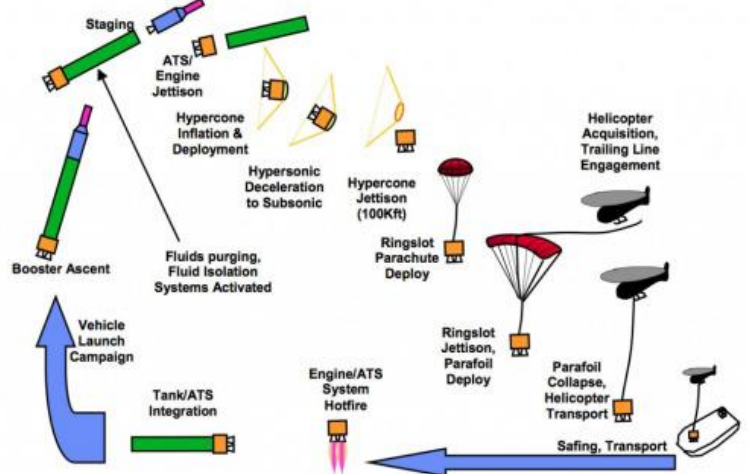 Staging
ATS/
Engine
Jettison
Hypercone
Inflation &
Deployment
Hypersonic
Deceleration
to Subsonic
Hypercone
Jettison
(100Kft)
Helicopter
Acquisition,
Trailing Line
Engagement
Ringslot
Parachute
Deploy
Booster Ascent
Fluids purging,
Fluid Isolation
Systems Activated
Vehicle
Launch
Campaign
Ringslot
Jettison,
Parafoil
Deploy
Parafoil
Collapse,
Helicopter
Transport
Tank/ATS
Integration
Engine/ATS
System
Hotfire
Safing, Transport